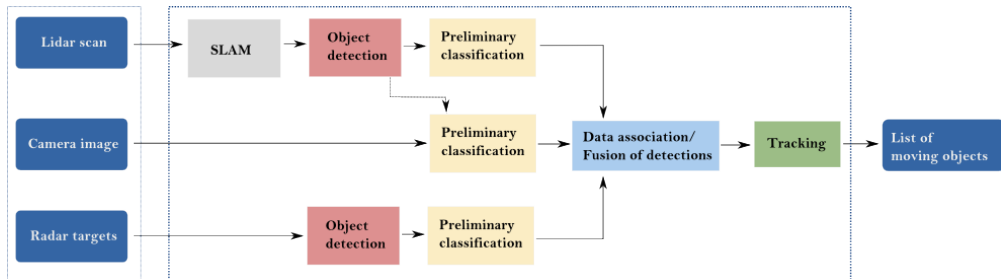 Lidar scan
SLAM
Object
detection
Preliminary
classification
Camera image
Preliminary
classification
Data association/
Fusion of detections
Tracking
List of
moving objects
Radar targets
Object
detection
Preliminary
classification